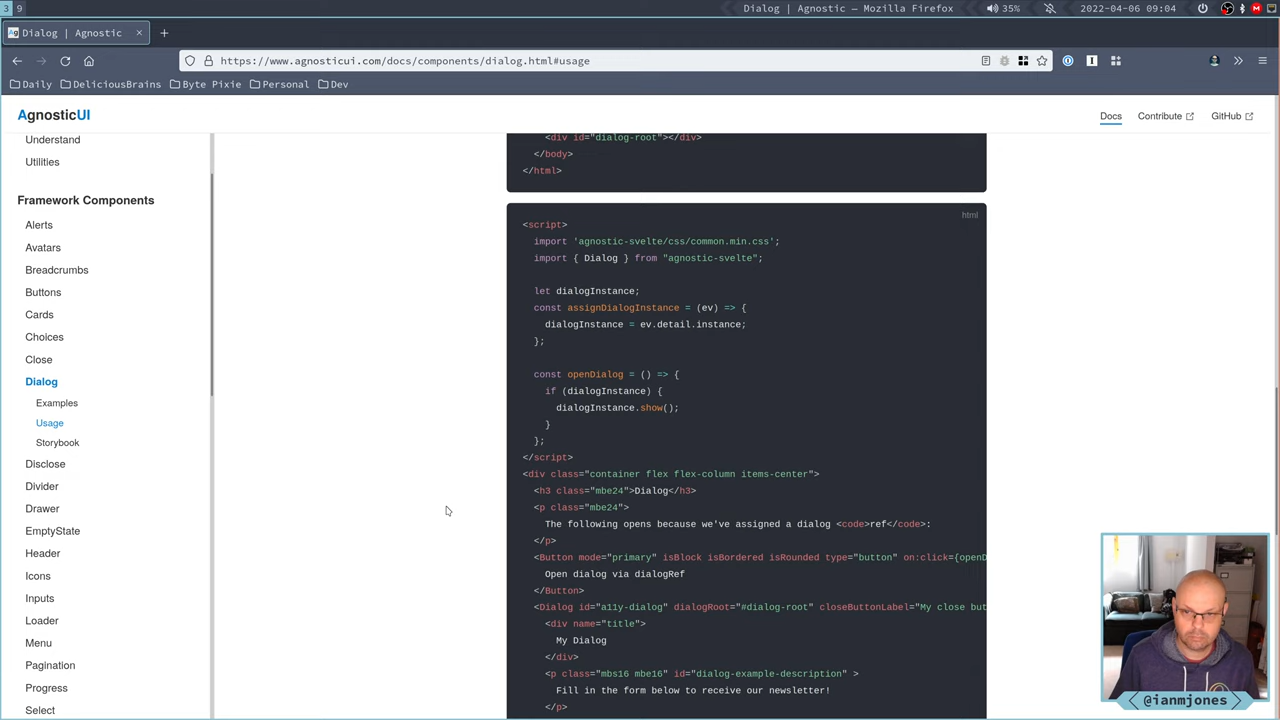 3 9
Dialog | Agnostic — Mozilla Firefox
35%
2022-04-06 09:04
Dialog | Agnostic
https://www.agnosticui.com/docs/components/dialog.html#usage
Daily
DeliciousBrains
Byte Pixie
Personal
Dev
AgnosticUI
Docs
Contribute
GitHub
Understand
Utilities
Framework Components
Alerts
Avatars
Breadcrumbs
Buttons
Cards
Choices
Close
Dialog
Examples
Usage
Storybook
Disclose
Divider
Drawer
EmptyState
Header
Icons
Inputs
Loader
Menu
Pagination
Progress
Select
<div id="dialog-root"></div>
</body>
</html>
html
<script>
import 'agnostic-svelte/css/common.min.css';
import { Dialog } from "agnostic-svelte";
let dialogInstance;
const assignDialogInstance = (ev) => {
dialogInstance = ev.detail.instance;
};
const openDialog = () => {
if (dialogInstance) {
dialogInstance.show();
}
};
</script>
<div class="container flex flex-column items-center">
<h3 class="mbe24">Dialog</h3>
<p class="mbe24">
The following opens because we've assigned a dialog <code>ref</code>:
</p>
<Button mode="primary" isBlock isBordered isRounded type="button" on:click={openD
Open dialog via dialogRef
</Button>
<Dialog id="a11y-dialog" dialogRoot="#dialog-root" closeButtonLabel="My close but
<div name="title">
My Dialog
</div>
<p class="mbs16 mbe16" id="dialog-example-description" >
Fill in the form below to receive our newsletter!
</p>
@ianmjones